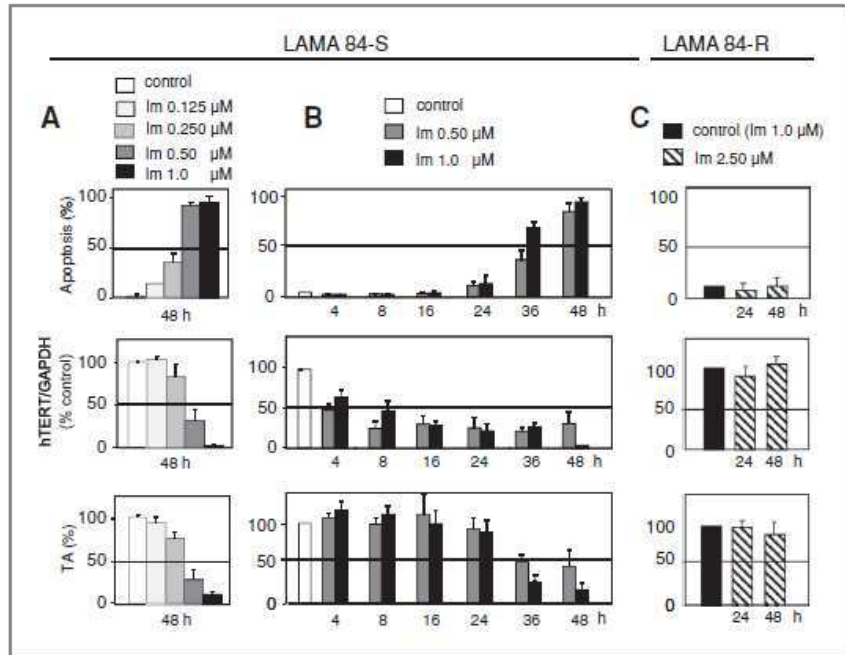 LAMA 84-S
LAMA 84-R
A
control
Im 0.125 µM
Im 0.250 µM
Im 0.50 µM
Im 1.0 µM
B
control
Im 0.50 µM
Im 1.0 µM
C
control (Im 1.0 µM)
Im 2.50 µM
Apoptosis (%)
100
50
0
48 h
100
50
0
4 8 16 24 36 48 h
100
50
0
24 48 h
hTERT/GAPDH
(% control)
100
50
0
48 h
100
50
0
4 8 16 24 36 48 h
100
50
0
24 48 h
TA (%)
100
50
0
48 h
100
50
0
4 8 16 24 36 48 h
100
50
0
24 48 h